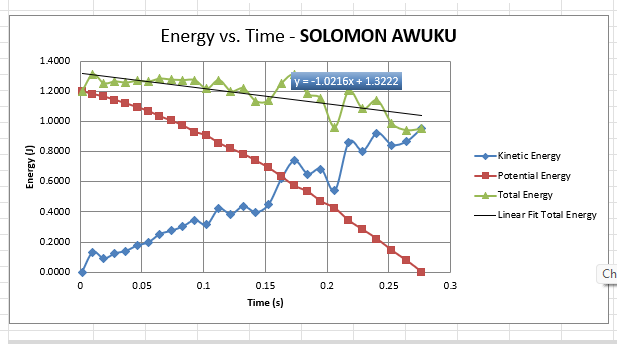 Energy vs. Time - SOLOMON AWUKU
1.4000
1.2000
1.0000
0.8000
0.6000
0.4000
0.2000
0.0000
Energy (J)
y = -1.0216x + 1.3222
0 0.05 0.1 0.15 0.2 0.25 0.3
Time (s)
Kinetic Energy
Potential Energy
Total Energy
Linear Fit Total Energy
Ch